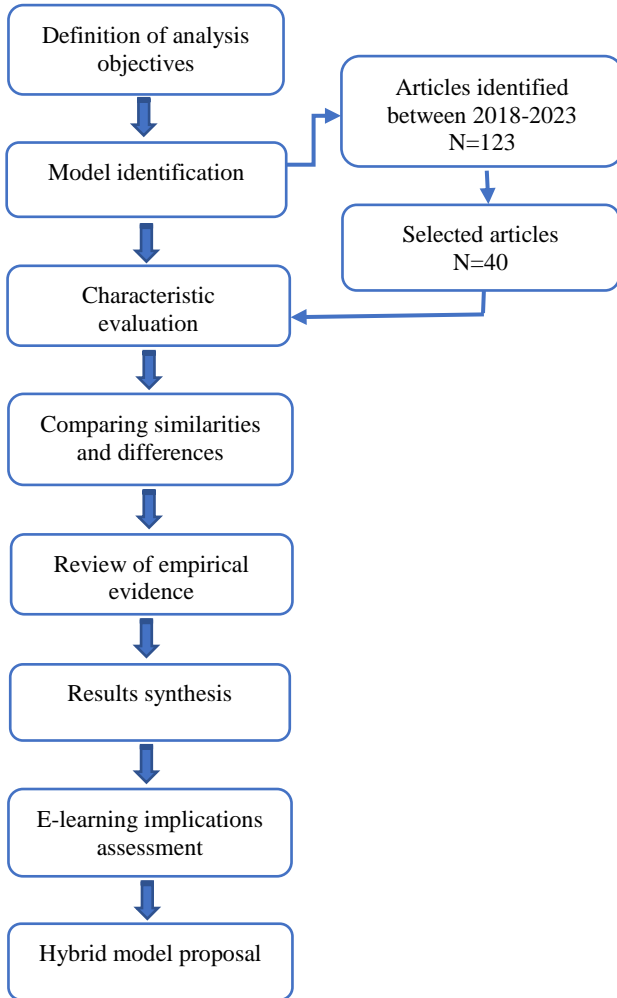 Definition of analysis
objectives
Articles identified
between 2018-2023
N=123
Model identification
Selected articles
N=40
Characteristic
evaluation
Comparing similarities
and differences
Review of empirical
evidence
Results synthesis
E-learning implications
assessment
Hybrid model proposal